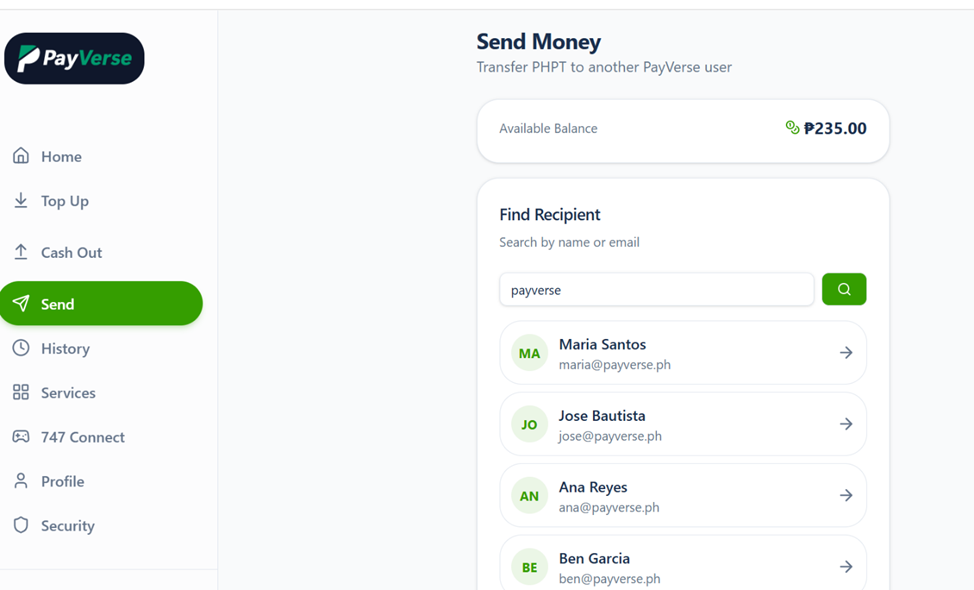 PayVerse
Home
Top Up
Cash Out
Send
History
Services
747 Connect
Profile
Security
Send Money
Transfer PHPT to another PayVerse user
Available Balance
₱235.00
Find Recipient
Search by name or email
payverse
MA
Maria Santos
maria@payverse.ph
JO
Jose Bautista
jose@payverse.ph
AN
Ana Reyes
ana@payverse.ph
BE
Ben Garcia
ben@payverse.ph